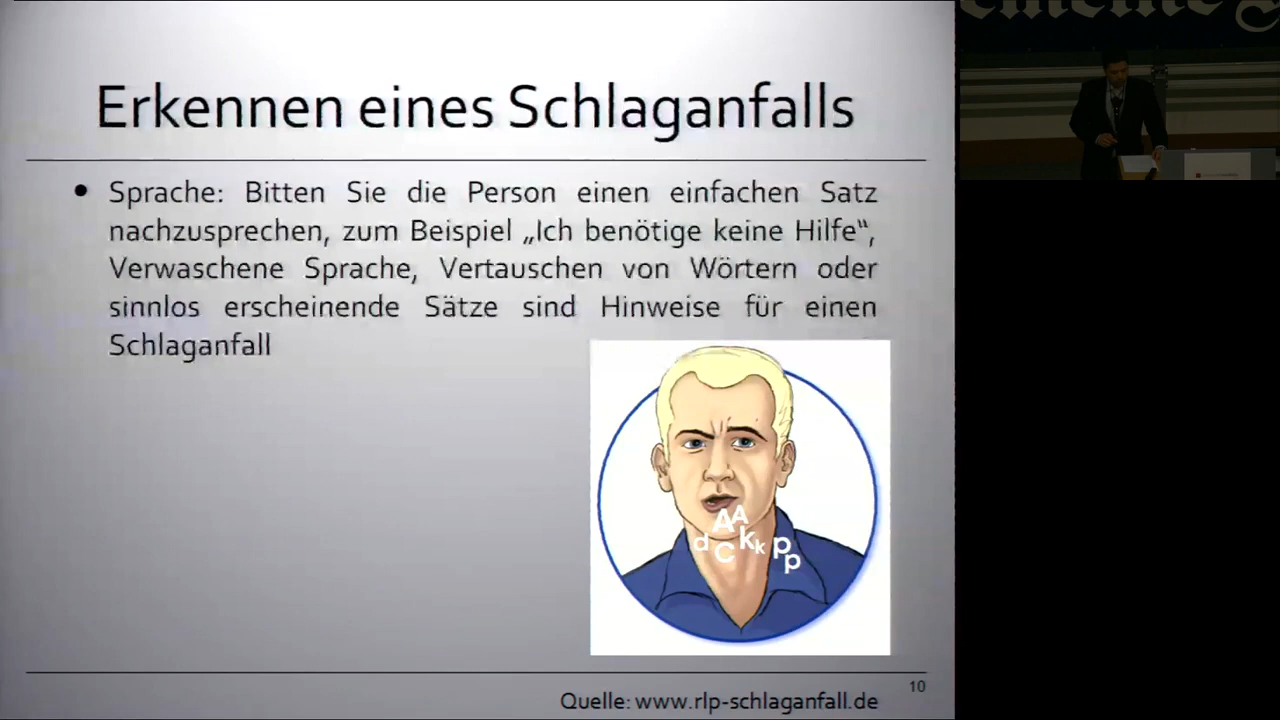 Erkennen eines Schlaganfalls
• Sprache: Bitten Sie die Person einen einfachen Satz
nachzusprechen, zum Beispiel „Ich benötige keine Hilfe“,
Verwaschene Sprache, Vertauschen von Wörtern oder
sinnlos erscheinende Sätze sind Hinweise für einen
Schlaganfall
A A
d C k k p p
10
Quelle: www.rlp-schlaganfall.de